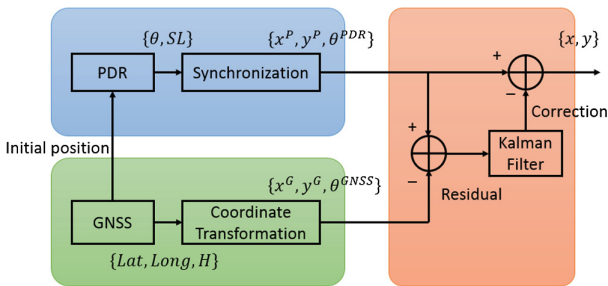 {θ, SL}
{x^P, y^P, θ^PDR}
{x, y}
PDR
Synchronization
+
−
Correction
Initial position
+
Kalman
Filter
{x^G, y^G, θ^GNSS}
−
Residual
GNSS
Coordinate
Transformation
{Lat, Long, H}